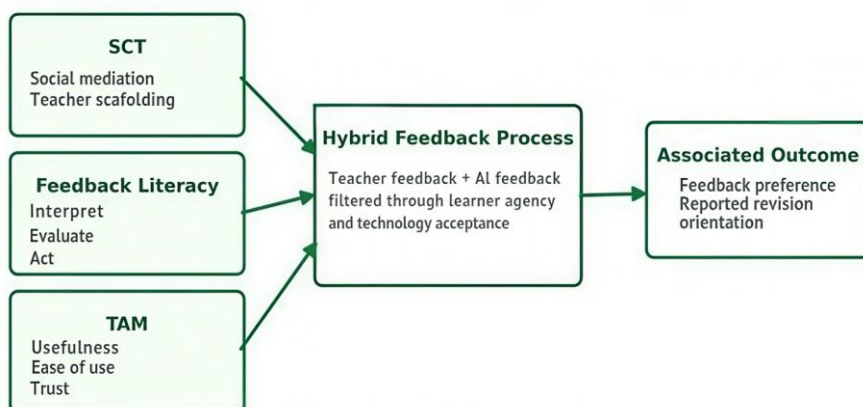 SCT
Social mediation
Teacher scafolding
Feedback Literacy
Interpret
Evaluate
Act
TAM
Usefulness
Ease of use
Trust
Hybrid Feedback Process
Teacher feedback + AI feedback
filtered through learner agency
and technology acceptance
Associated Outcome
Feedback preference
Reported revision
orientation